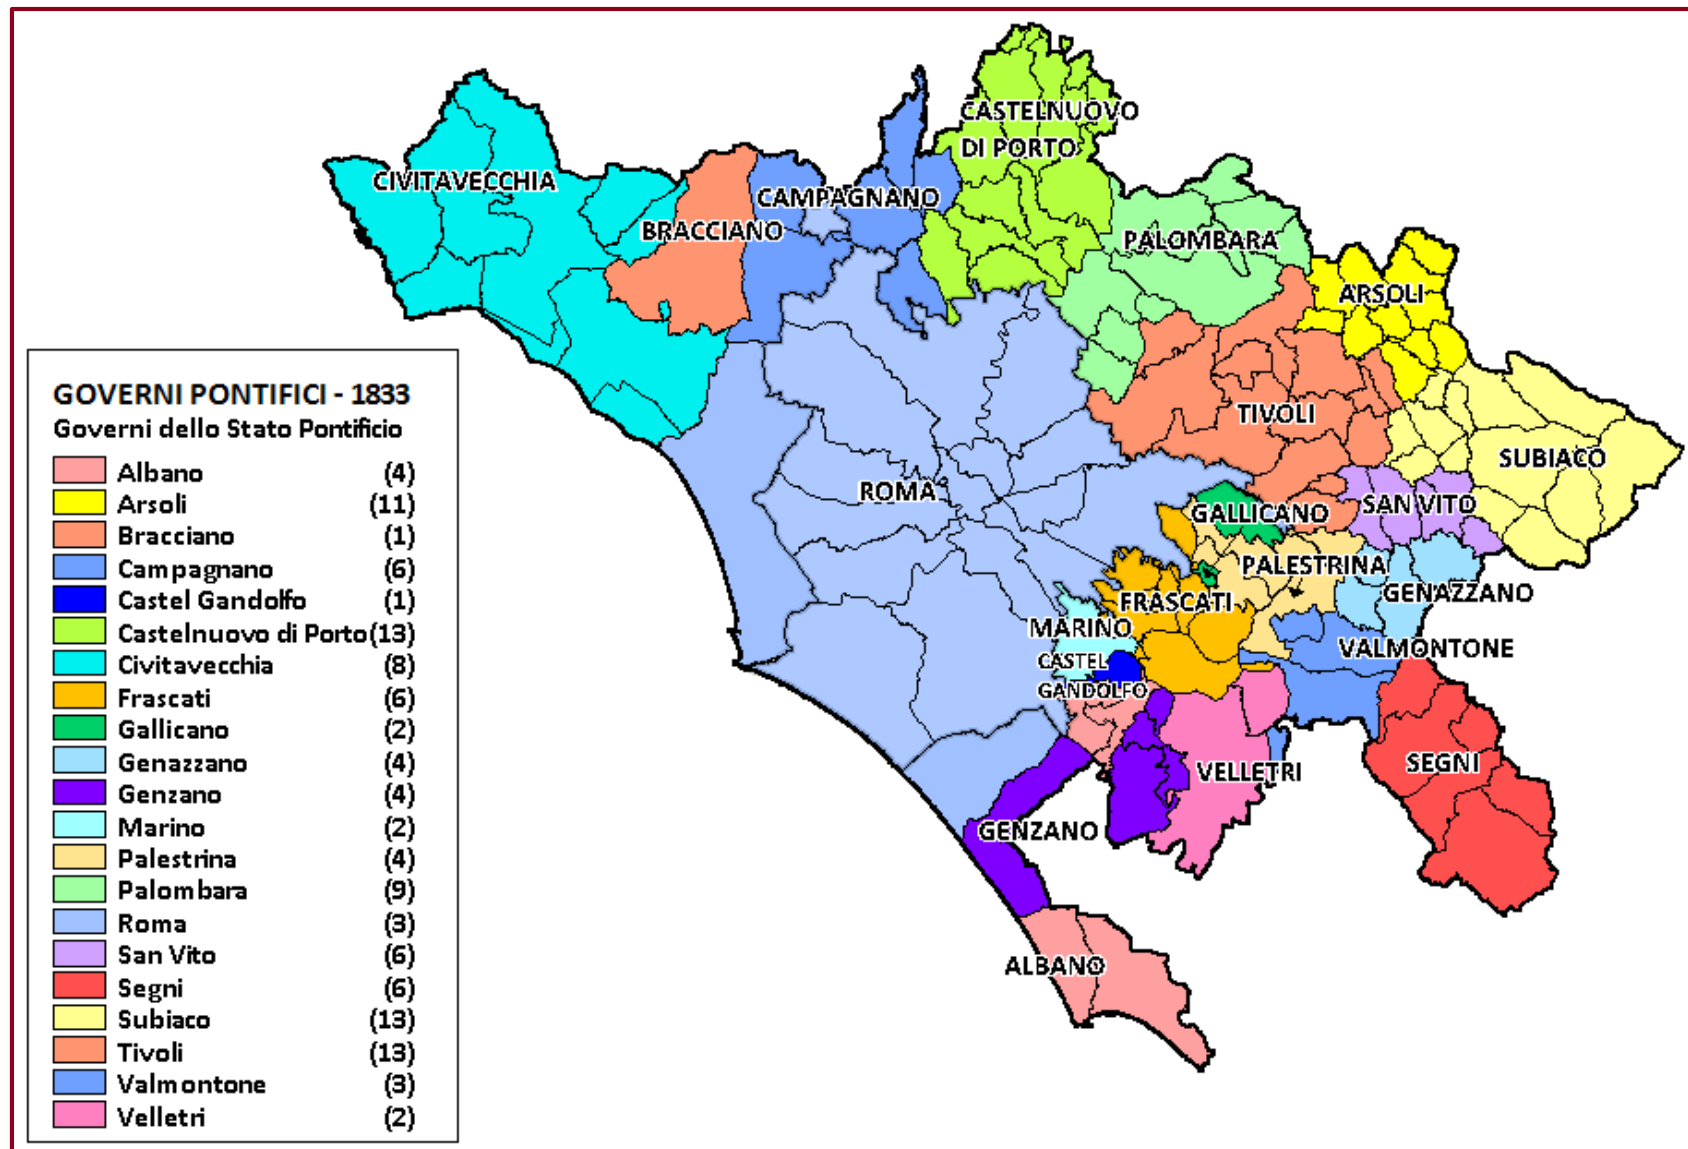 CASTELNUOVO
DI PORTO
CIVITAVECCHIA
CAMPAGNANO
BRACCIANO
PALOMBARA
ARSOLI
TIVOLI
SUBIACO
ROMA
SAN VITO
GALLICANO
PALESTRINA
GENAZZANO
FRASCATI
MARINO
VALMONTONE
CASTEL
GANDOLFO
SEGNI
VELLETRI
GENZANO
ALBANO
GOVERNI PONTIFICI - 1833
Governi dello Stato Pontificio
Albano (4)
Arsoli (11)
Bracciano (1)
Campagnano (6)
Castel Gandolfo (1)
Castelnuovo di Porto(13)
Civitavecchia (8)
Frascati (6)
Gallicano (2)
Genazzano (4)
Genzano (4)
Marino (2)
Palestrina (4)
Palombara (9)
Roma (3)
San Vito (6)
Segni (6)
Subiaco (13)
Tivoli (13)
Valmontone (3)
Velletri (2)